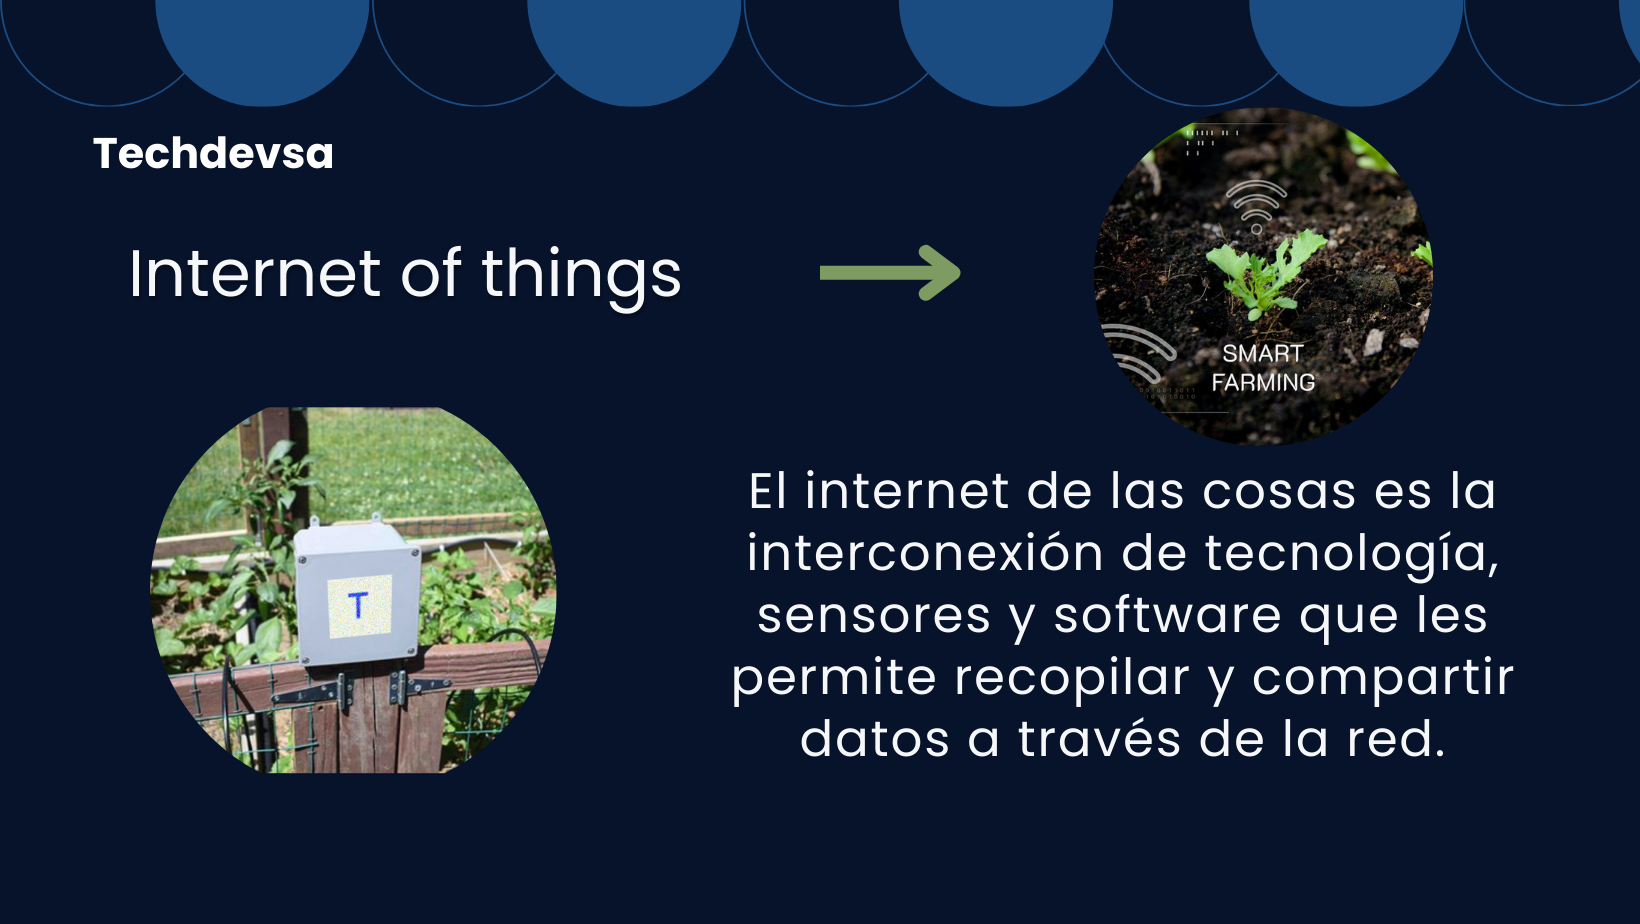 Techdevsa
Internet of things
SMART
FARMING
T
El internet de las cosas es la
interconexión de tecnología,
sensores y software que les
permite recopilar y compartir
datos a través de la red.